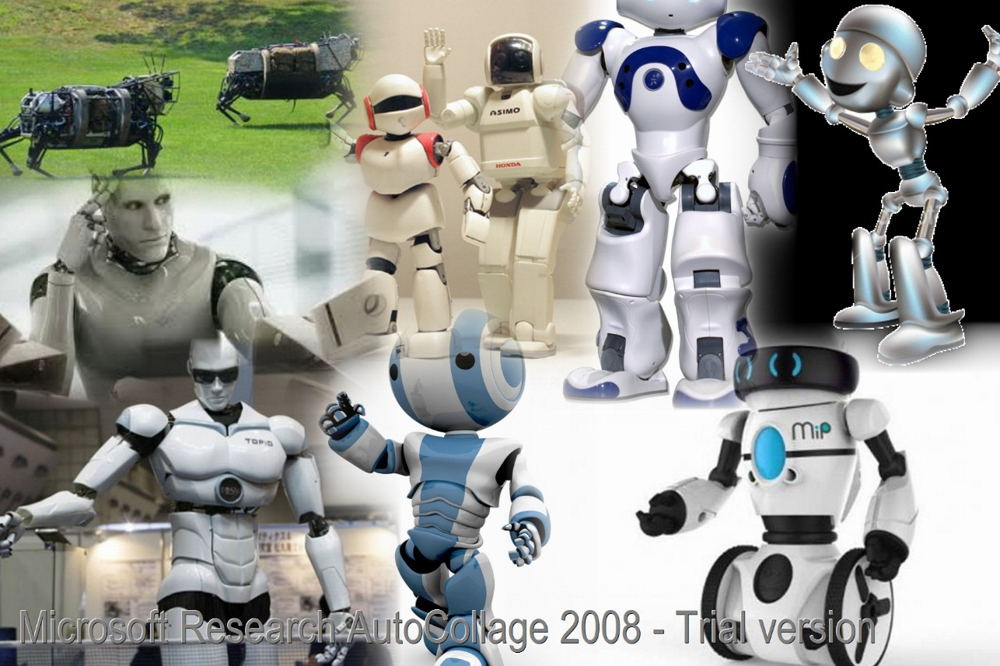 ASIMO
HONDA
MiP
TOPIO
Microsoft Research AutoCollage 2008 - Trial version